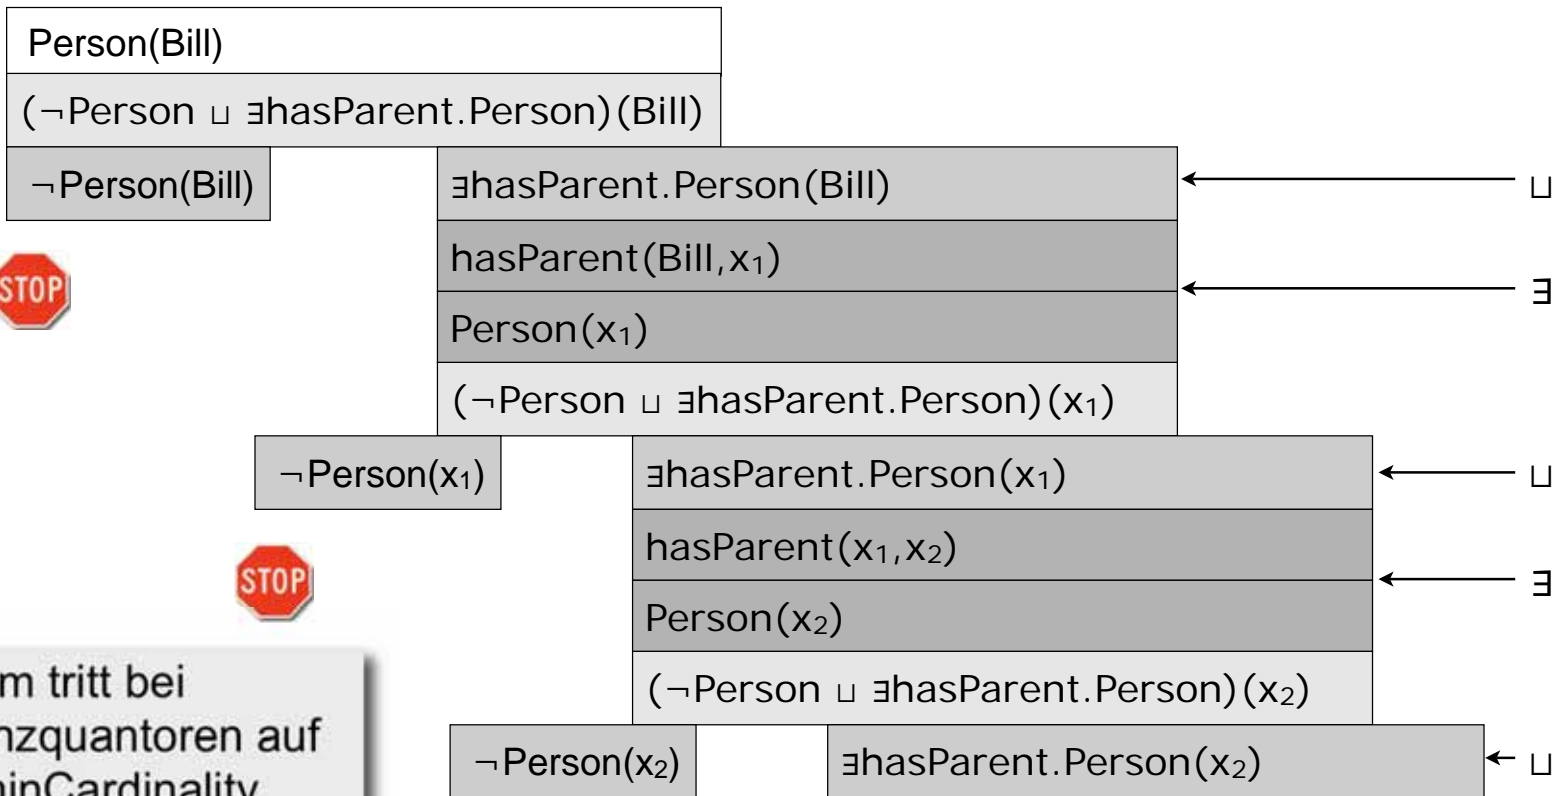 Person(Bill)
(¬Person ⊔ ∃hasParent.Person)(Bill)
¬Person(Bill)
∃hasParent.Person(Bill)
⊔
STOP
hasParent(Bill,x₁)
∃
Person(x₁)
(¬Person ⊔ ∃hasParent.Person)(x₁)
¬Person(x₁)
∃hasParent.Person(x₁)
⊔
STOP
hasParent(x₁,x₂)
∃
Person(x₂)
(¬Person ⊔ ∃hasParent.Person)(x₂)
¬Person(x₂)
∃hasParent.Person(x₂)
⊔
tritt bei
auf